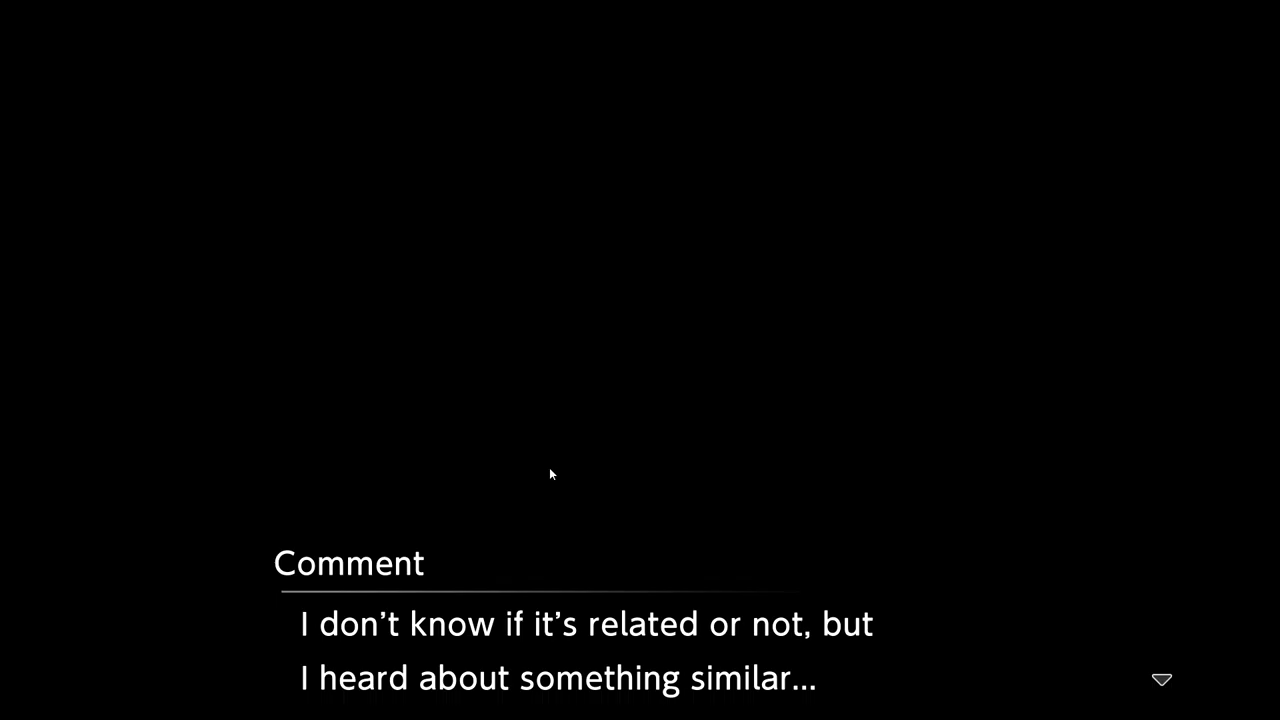 Comment
I don’t know if it’s related or not, but
I heard about something similar...